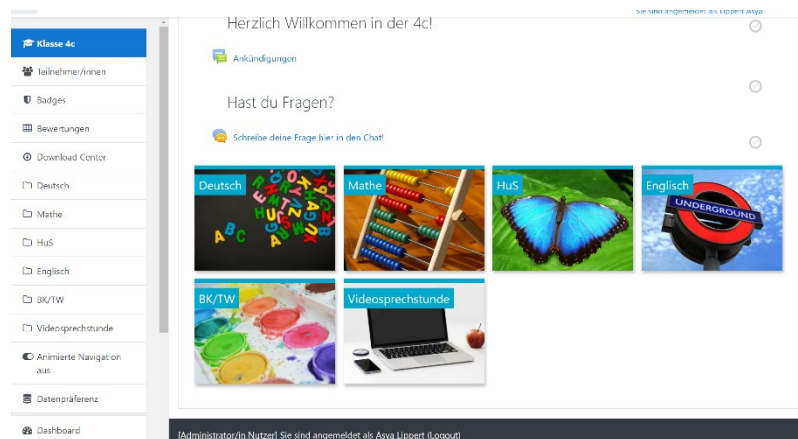 Sie sind angemeldet als Lippert Asya
Klasse 4c
Teilnehmer/innen
Badges
Bewertungen
Download Center
Deutsch
Mathe
HuS
Englisch
BK/TW
Videosprechstunde
Animierte Navigation
aus
Datenpräferenz
Dashboard
Herzlich Willkommen in der 4c!
Ankündigungen
Hast du Fragen?
Schreibe deine Frage hier in den Chat!
Deutsch
Mathe
HuS
Englisch
UNDERGROUND
ABC
BK/TW
Videosprechstunde
[Administrator/in Nutzer] Sie sind angemeldet als Asya Lippert (Logout)